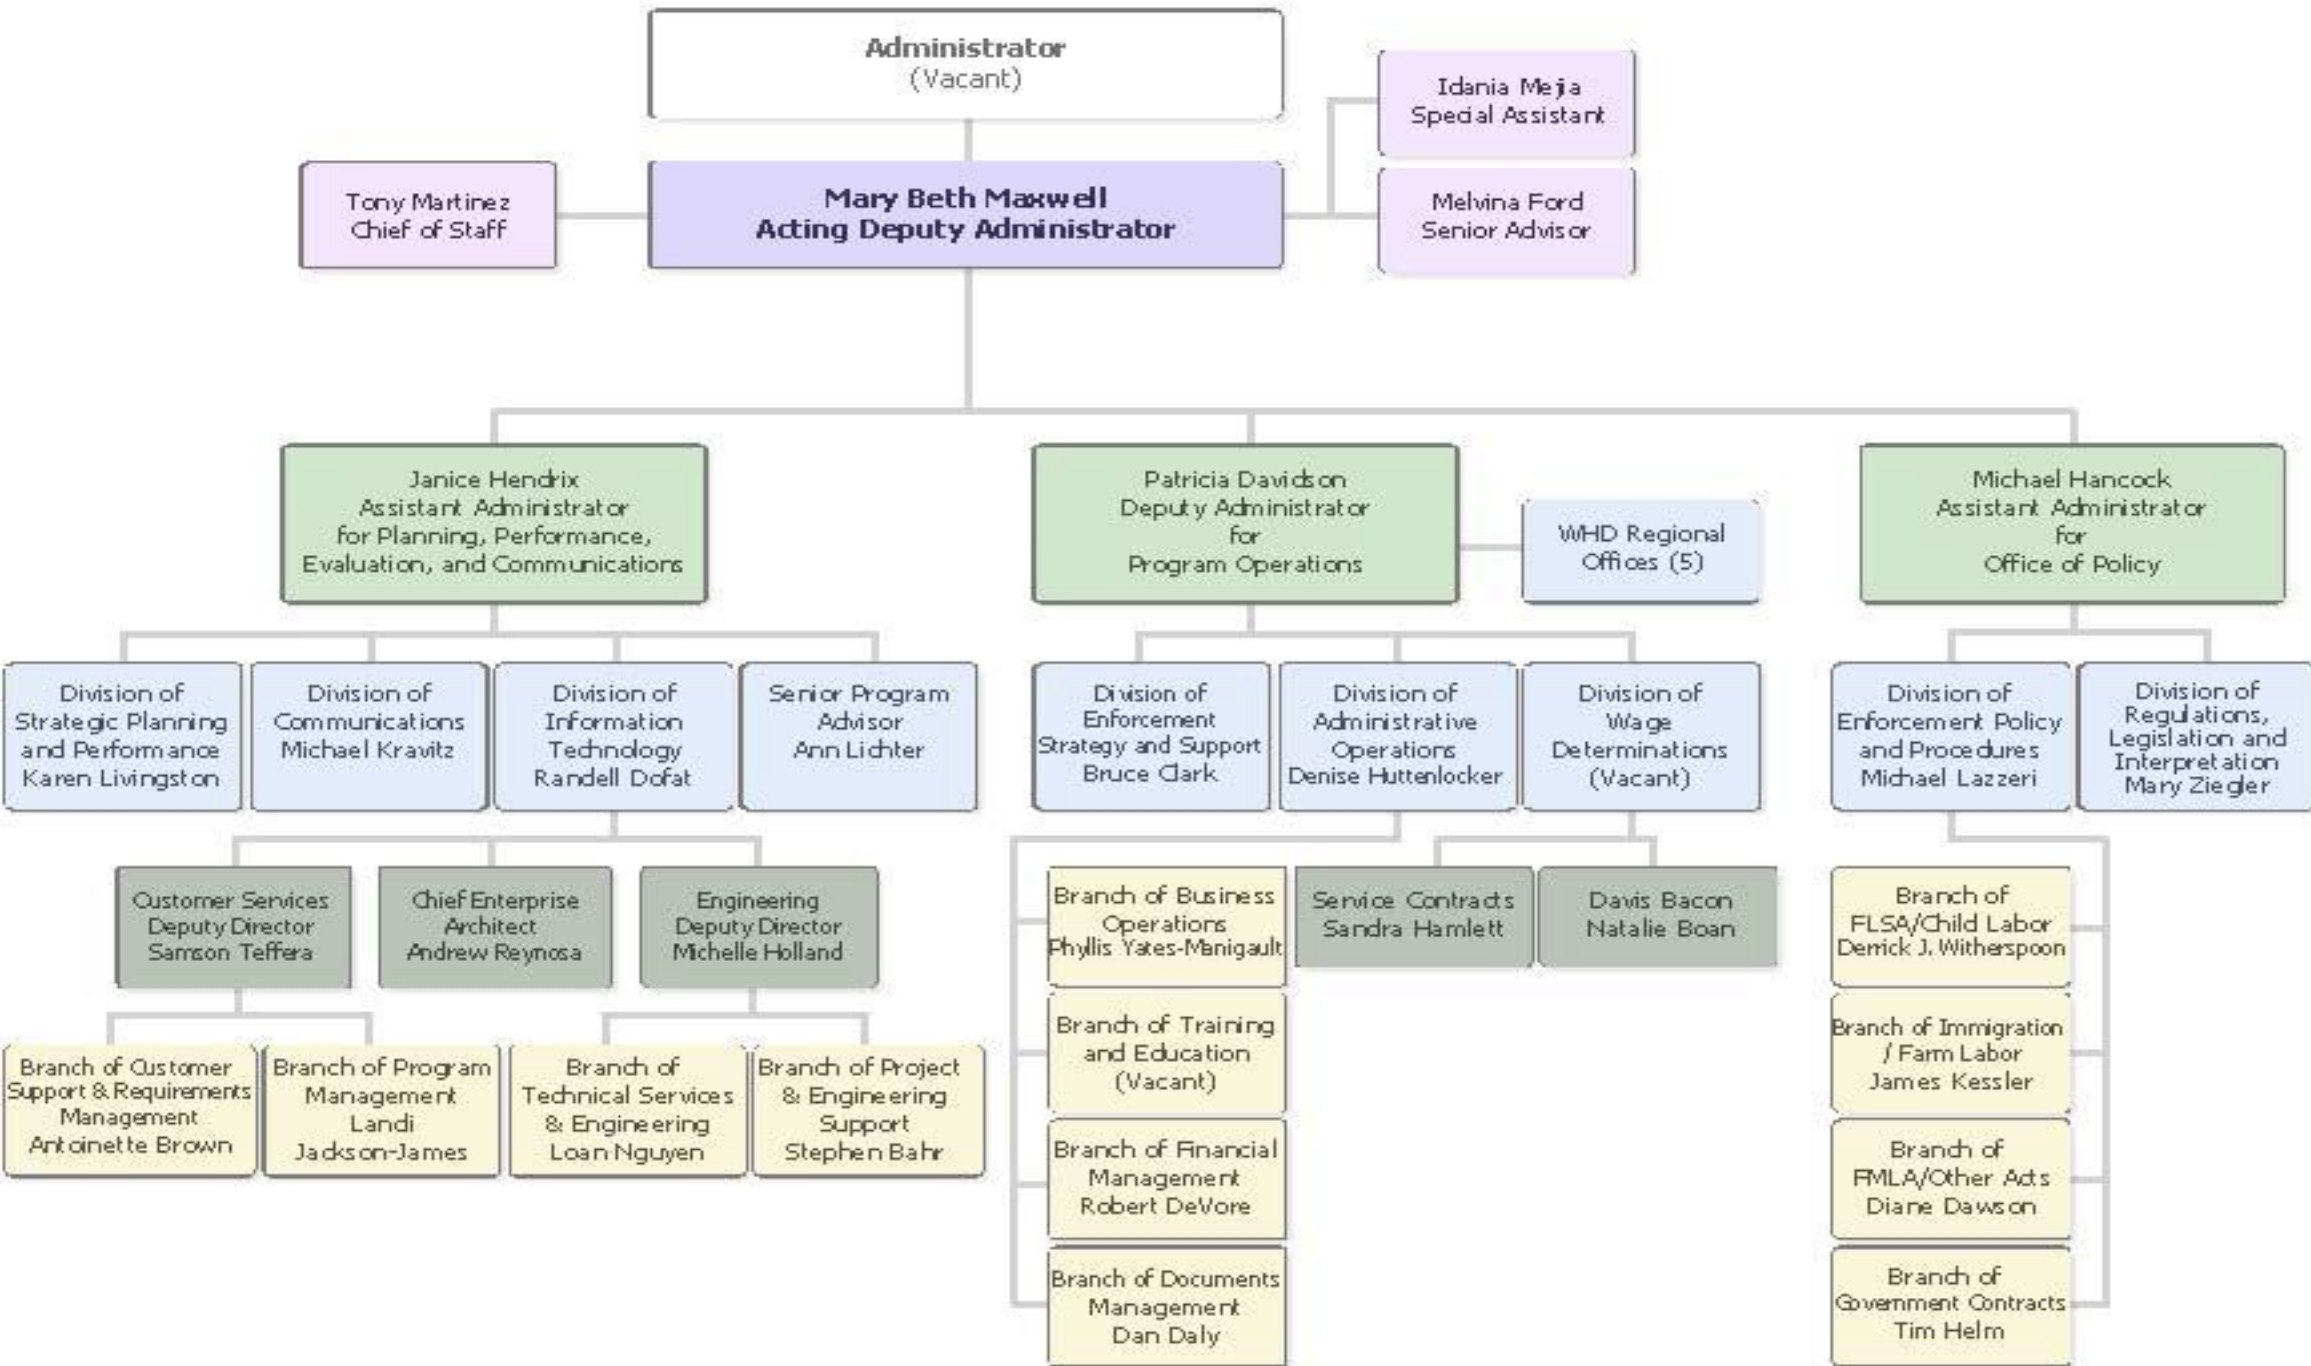 Administrator
(Vacant)
Idania Mejia
Special Assistant
Tony Martinez
Chief of Staff
Mary Beth Maxwell
Acting Deputy Administrator
Melvina Ford
Senior Advisor
Janice Hendrix
Assistant Administrator
for Planning, Performance,
Evaluation, and Communications
Patricia Davidson
Deputy Administrator
for
Program Operations
WHD Regional
Offices (5)
Michael Hancock
Assistant Administrator
for
Office of Policy
Division of
Strategic Planning
and Performance
Karen Livingston
Division of
Communications
Michael Kravitz
Division of
Information
Technology
Randell Dofat
Senior Program
Advisor
Ann Lichter
Division of
Enforcement
Strategy and Support
Bruce Clark
Division of
Administrative
Operations
Denise Huttenlocker
Division of
Wage
Determinations
(Vacant)
Division of
Enforcement Policy
and Procedures
Michael Lazzeri
Division of
Regulations,
Legislation and
Interpretation
Mary Ziegler
Customer Services
Deputy Director
Samson Teffera
Chief Enterprise
Architect
Andrew Reynosa
Engineering
Deputy Director
Michelle Holland
Branch of Customer
Support & Requirements
Management
Antoinette Brown
Branch of Program
Management
Landi
Jackson-James
Branch of
Technical Services
& Engineering
Loan Nguyen
Branch of Project
& Engineering
Support
Stephen Bahr
Branch of Business
Operations
Phyllis Yates-Manigault
Branch of Training
and Education
(Vacant)
Branch of Financial
Management
Robert DeVore
Branch of Documents
Management
Dan Daly
Service Contracts
Sandra Hamlett
Davis Bacon
Natalie Boan
Branch of
FLSA/Child Labor
Derrick J. Witherspoon
Branch of Immigration
/ Farm Labor
James Kessler
Branch of
FMLA/Other Acts
Diane Dawson
Branch of
Government Contracts
Tim Helm